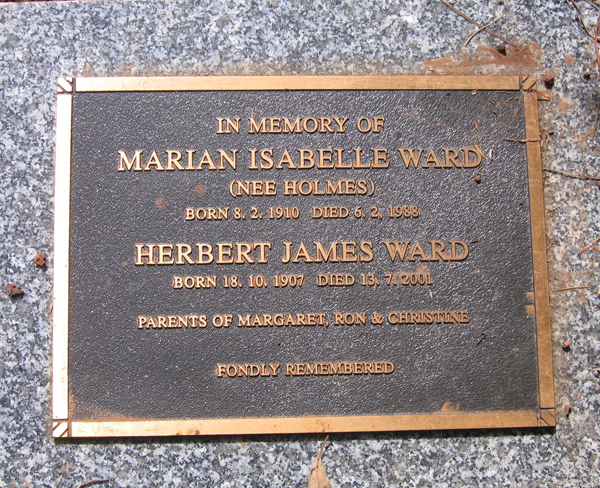 IN MEMORY OF
MARIAN ISABELLE WARD
(NEE HOLMES)
BORN 8. 2. 1910 DIED 6. 2. 1988
HERBERT JAMES WARD
BORN 18. 10. 1907 DIED 13. 7. 2001
PARENTS OF MARGARET, RON & CHRISTINE
FONDLY REMEMBERED